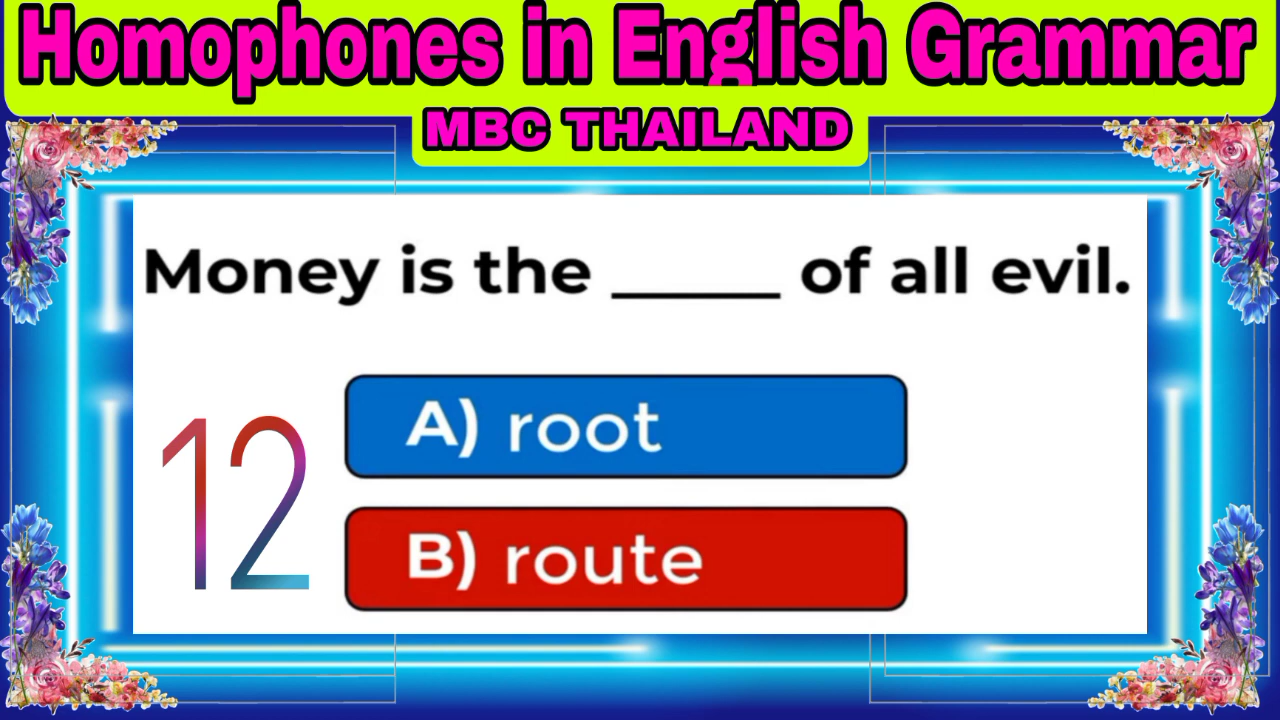 Homophones in English Grammar
MBC THAILAND
Money is the _____ of all evil.
12
A) root
B) route